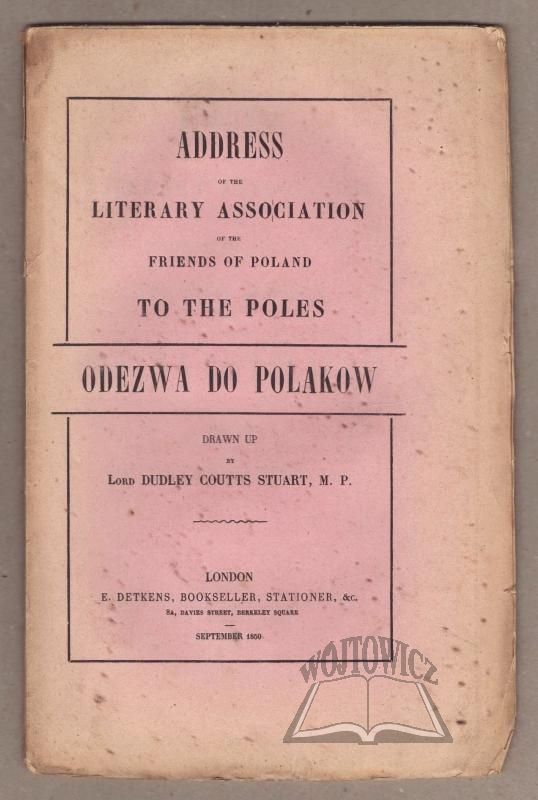 ADDRESS
OF THE
LITERARY ASSOCIATION
OF THE
FRIENDS OF POLAND
TO THE POLES
ODEZWA DO POLAKOW
DRAWN UP
BY
LORD DUDLEY COUTTS STUART, M. P.
LONDON
E. DETKENS, BOOKSELLER, STATIONER, &C.
8A, DAVIES STREET, BERKELEY SQUARE
SEPTEMBER 1850
WÓJTOWICZ